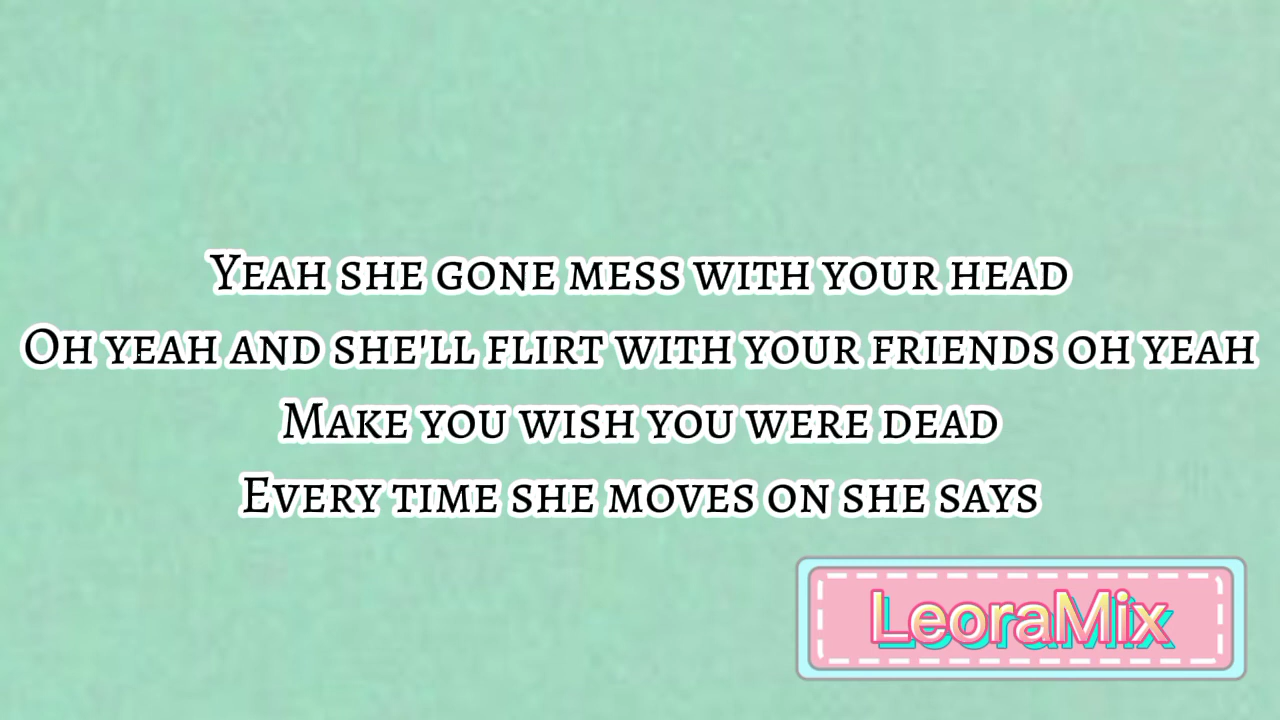 Yeah she gone mess with your head
Oh yeah and she'll flirt with your friends oh yeah
Make you wish you were dead
Every time she moves on she says
LeoraMix